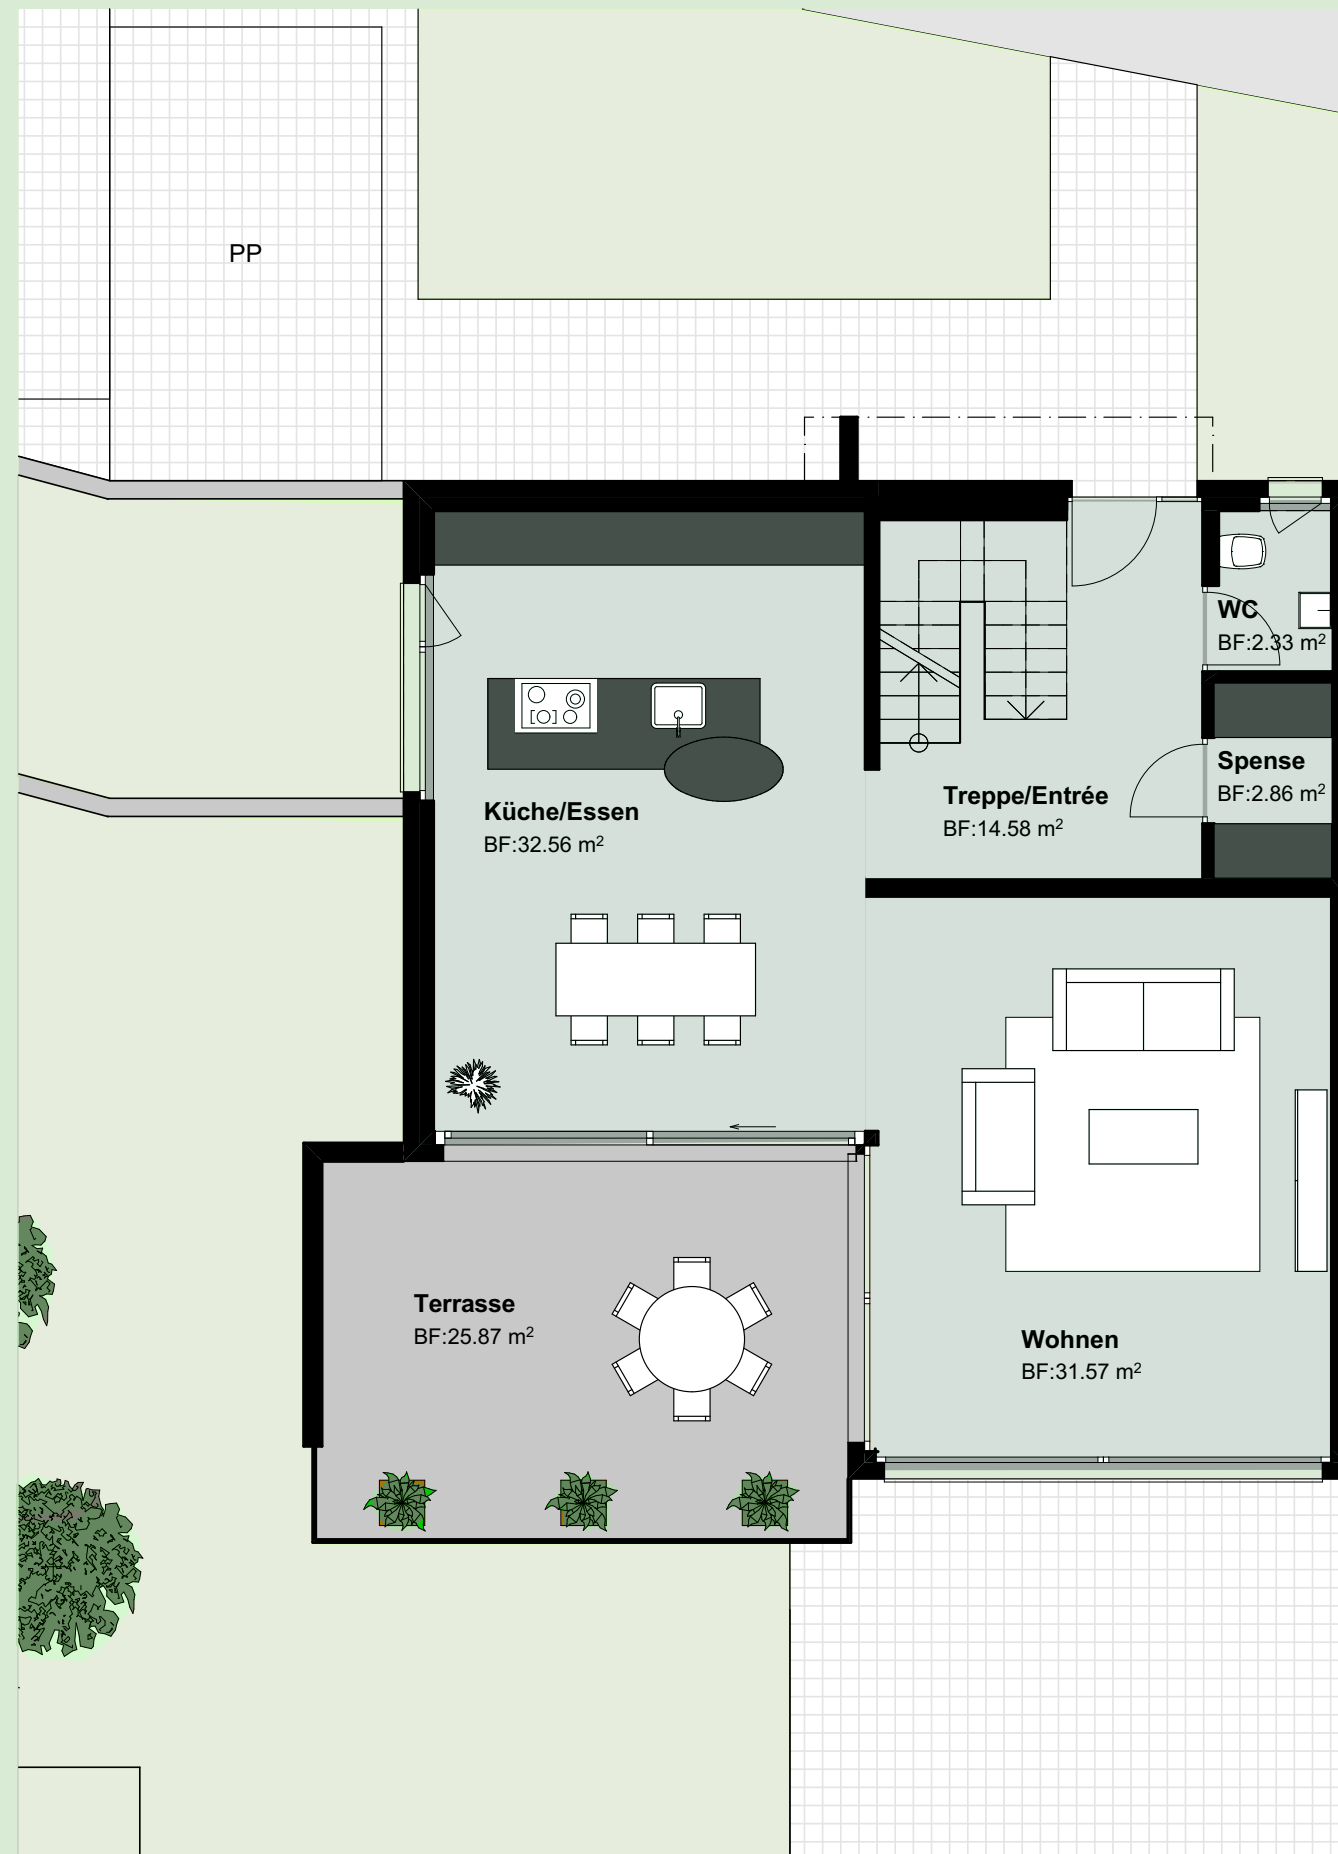 PP
WC
BF:2.33 m²
Spense
BF:2.86 m²
Treppe/Entrée
BF:14.58 m²
Küche/Essen
BF:32.56 m²
Terrasse
BF:25.87 m²
Wohnen
BF:31.57 m²